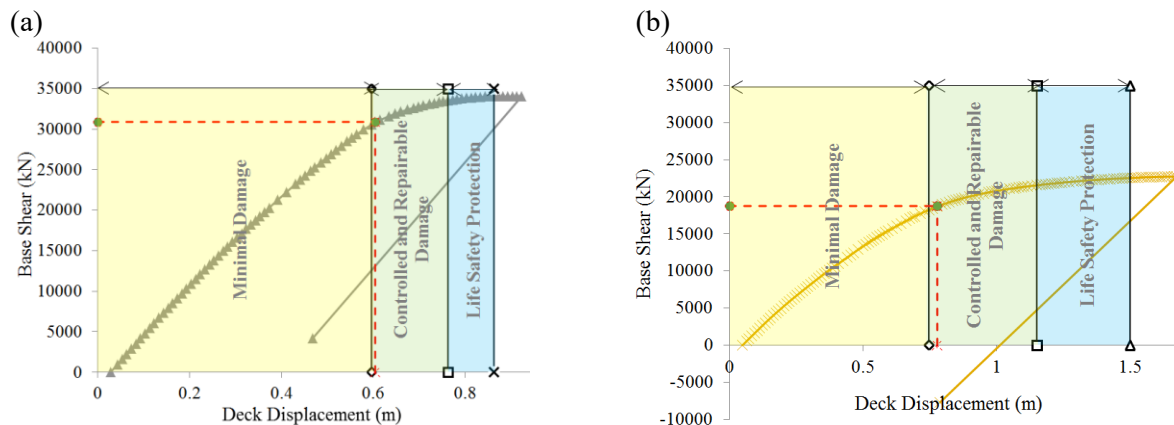 (a)
40000
35000
30000
25000
20000
15000
10000
5000
0
Base Shear (kN)
Minimal Damage
Controlled and Repairable
Damage
Life Safety Protection
0
0.2
0.4
0.6
0.8
Deck Displacement (m)
(b)
40000
35000
30000
25000
20000
15000
10000
5000
0
-5000
-10000
Base Shear (kN)
Minimal Damage
Controlled and Repairable
Damage
Life Safety Protection
0
0.5
1
1.5
Deck Displacement (m)